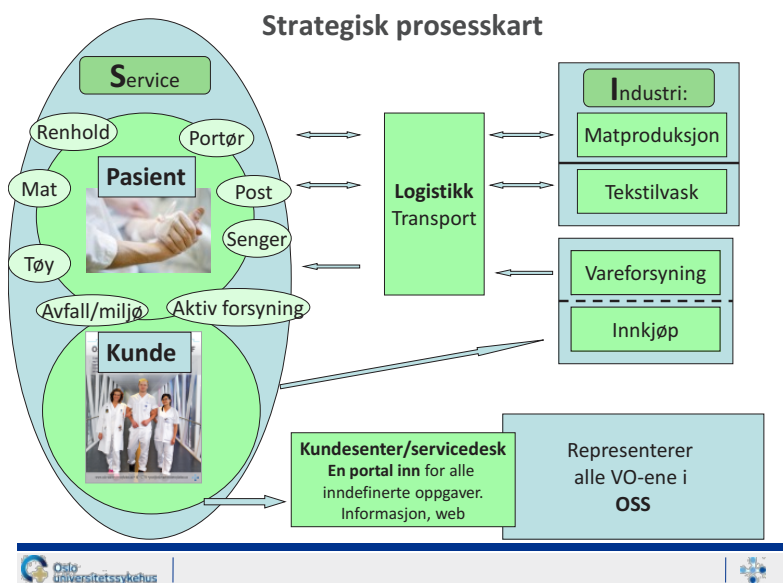 Strategisk prosesskart
Service
Renhold
Portør
Mat
Pasient
Post
Senger
Tøy
Avfall/miljø
Aktiv forsyning
Kunde
Logistikk
Transport
Industri:
Matproduksjon
Tekstilvask
Vareforsyning
Innkjøp
Kundesenter/servicedesk
En portal inn for alle
inndefinerte oppgaver.
Informasjon, web
Representerer
alle VO-ene i
OSS
Oslo
universitetssykehus